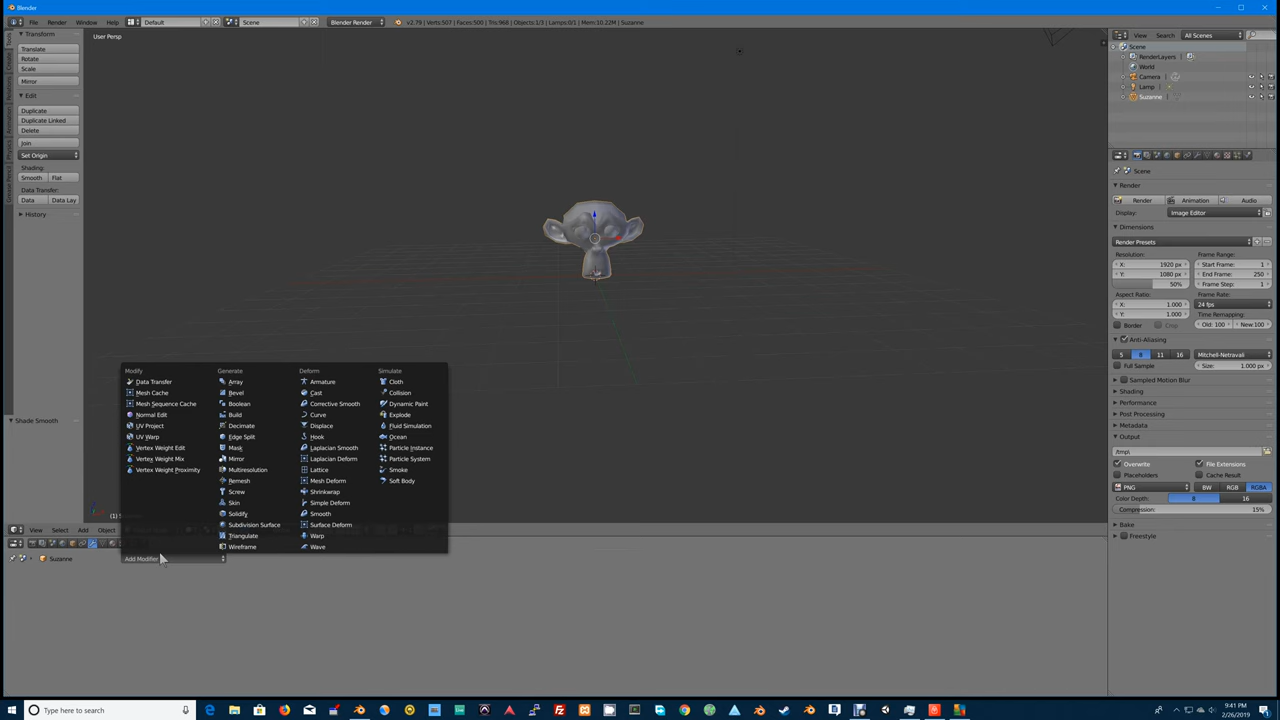 Blender
File Render Window Help Default Scene Blender Render v2.79 | Verts:507 | Faces:500 | Tris:968 | Objects:1/3 | Lamps:0/1 | Mem:10.22M | Suzanne
Tools
Create
Relations
Animation
Physics
Grease Pencil
Transform
Translate
Rotate
Scale
Mirror
Edit
Duplicate
Duplicate Linked
Delete
Join
Set Origin
Shading:
Smooth Flat
Data Transfer:
Data Data Lay
History
Shade Smooth
User Persp
View Search All Scenes
Scene
RenderLayers
World
Camera
Lamp
Suzanne
Scene
Render
Render Animation Audio
Display: Image Editor
Dimensions
Render Presets
Resolution: Frame Range:
X: 1920 px Start Frame: 1
Y: 1080 px End Frame: 250
50% Frame Step: 1
Aspect Ratio: Frame Rate:
X: 1.000 24 fps
Y: 1.000 Time Remapping:
Border Crop Old: 100 New: 100
Anti-Aliasing
5 8 11 16 Mitchell-Netravali
Full Sample Size: 1.000 px
Sampled Motion Blur
Shading
Performance
Post Processing
Metadata
Output
/tmp\
Overwrite File Extensions
Placeholders Cache Result
PNG BW RGB RGBA
Color Depth: 8 16
Compression: 15%
Bake
Freestyle
Modify
Data Transfer
Mesh Cache
Mesh Sequence Cache
Normal Edit
UV Project
UV Warp
Vertex Weight Edit
Vertex Weight Mix
Vertex Weight Proximity
Generate
Array
Bevel
Boolean
Build
Decimate
Edge Split
Mask
Mirror
Multiresolution
Remesh
Screw
Skin
Solidify
Subdivision Surface
Triangulate
Wireframe
Deform
Armature
Cast
Corrective Smooth
Curve
Displace
Hook
Laplacian Smooth
Laplacian Deform
Lattice
Mesh Deform
Shrinkwrap
Simple Deform
Smooth
Surface Deform
Warp
Wave
Simulate
Cloth
Collision
Dynamic Paint
Explode
Fluid Simulation
Ocean
Particle Instance
Particle System
Smoke
Soft Body
View Select Add Object
Suzanne
Add Modifier
Type here to search
9:41 PM
2/26/2019